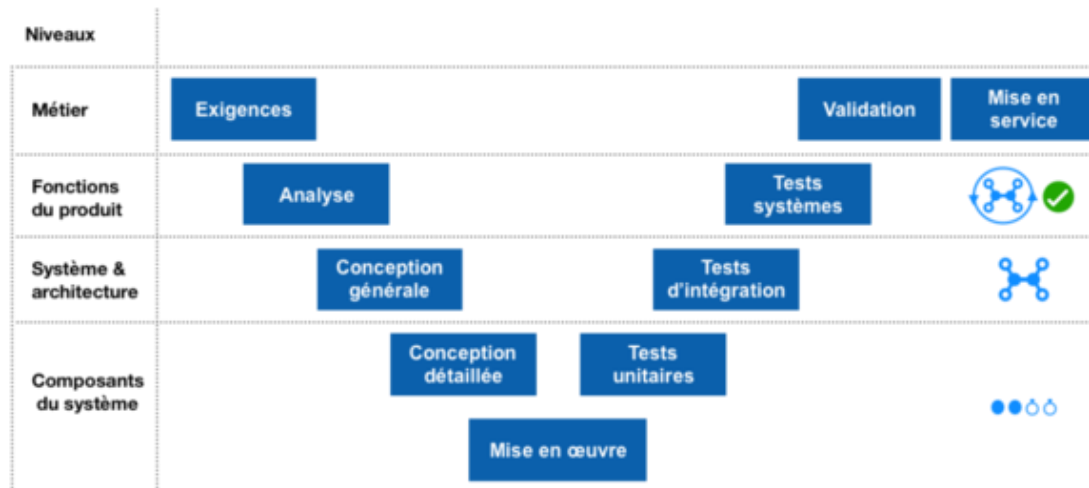 Niveaux
Métier
Exigences
Validation
Mise en
service
Fonctions
du produit
Analyse
Tests
systèmes
Système &
architecture
Conception
générale
Tests
d'intégration
Composants
du système
Conception
détaillée
Tests
unitaires
Mise en œuvre